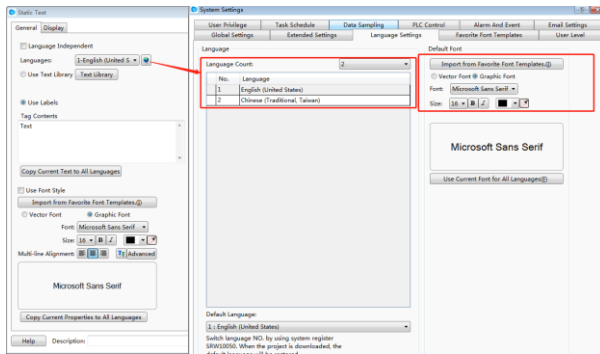 Static Text
General Display
Language Independent
Languages: 1-English (United S
Use Text Library Text Library
Use Labels
Tag Contents
Text
Copy Current Text to All Languages
Use Font Style
Import from Favorite Font Templates.(I)
Vector Font Graphic Font
Font: Microsoft Sans Serif
Size: 16 B I
Multi-line Alignment: Advanced
Microsoft Sans Serif
Copy Current Properties to All Languages
Help Description:
System Settings
User Privilege Task Schedule Data Sampling PLC Control Alarm And Event Email Settings
Global Settings Extended Settings Language Settings Favorite Font Templates User Level
Language
Language Count: 2
No. Language
1 English (United States)
2 Chinese (Traditional, Taiwan)
Default Language:
1 : English (United States)
Switch language NO. by using system register
SRW10050. When the project is downloaded, the
default language will be restored
Default Font
Import from Favorite Font Templates.(I)
Vector Font Graphic Font
Font: Microsoft Sans Serif
Size: 16 B I
Microsoft Sans Serif
Use Current Font for All Languages(F)